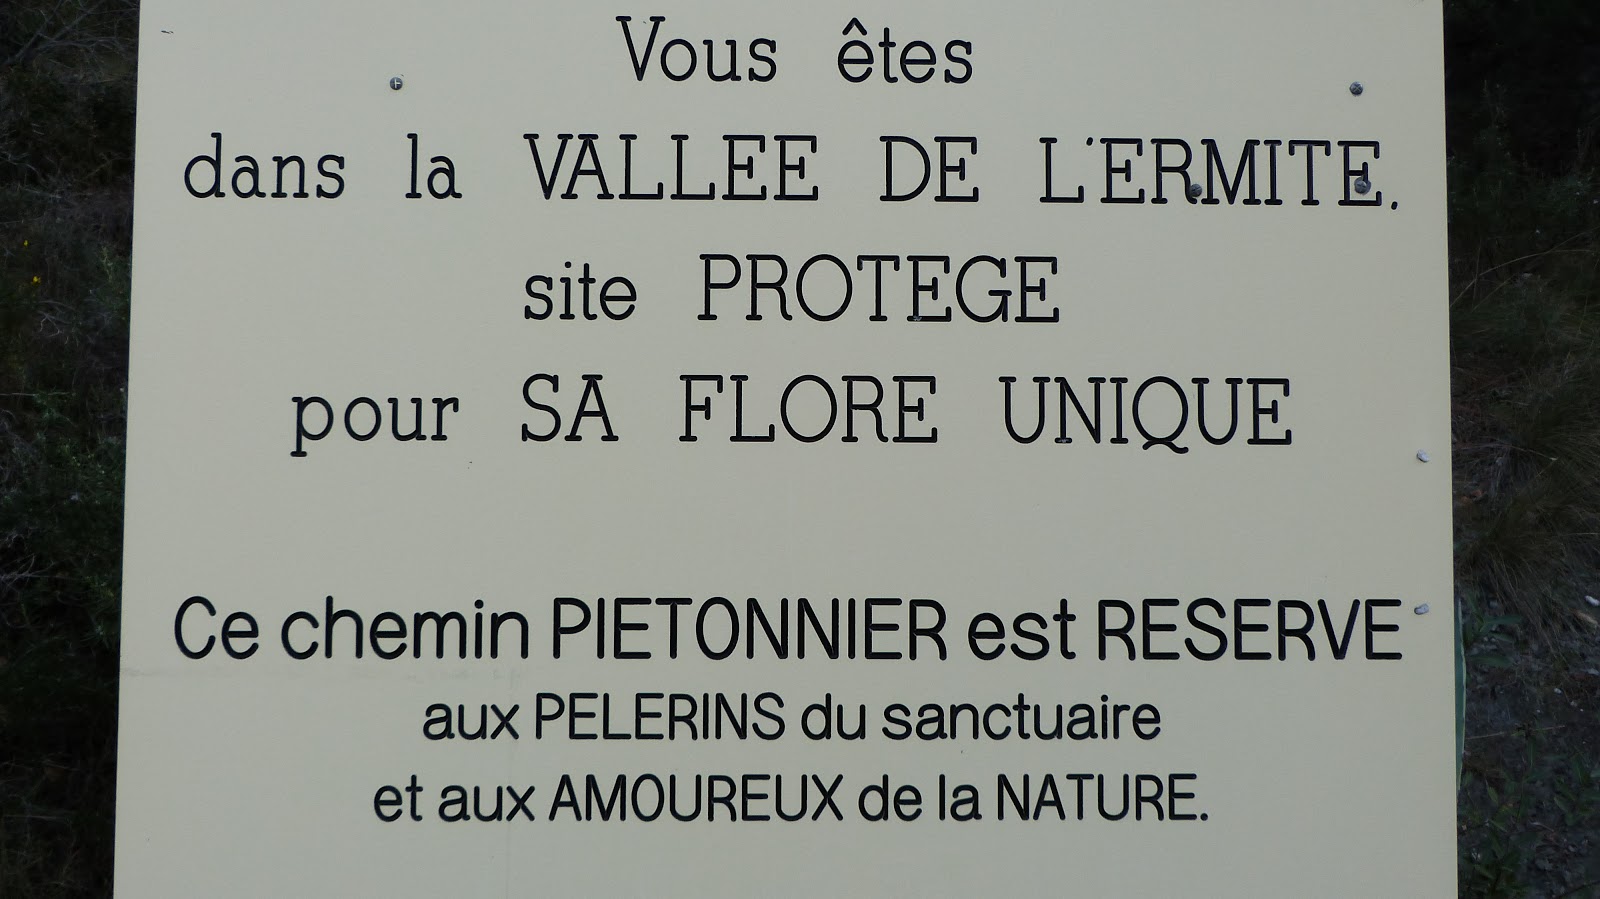 Vous êtes
dans la VALLEE DE L'ERMITE.
site PROTEGE
pour SA FLORE UNIQUE
Ce chemin PIETONNIER est RESERVE
aux PELERINS du sanctuaire
et aux AMOUREUX de la NATURE.